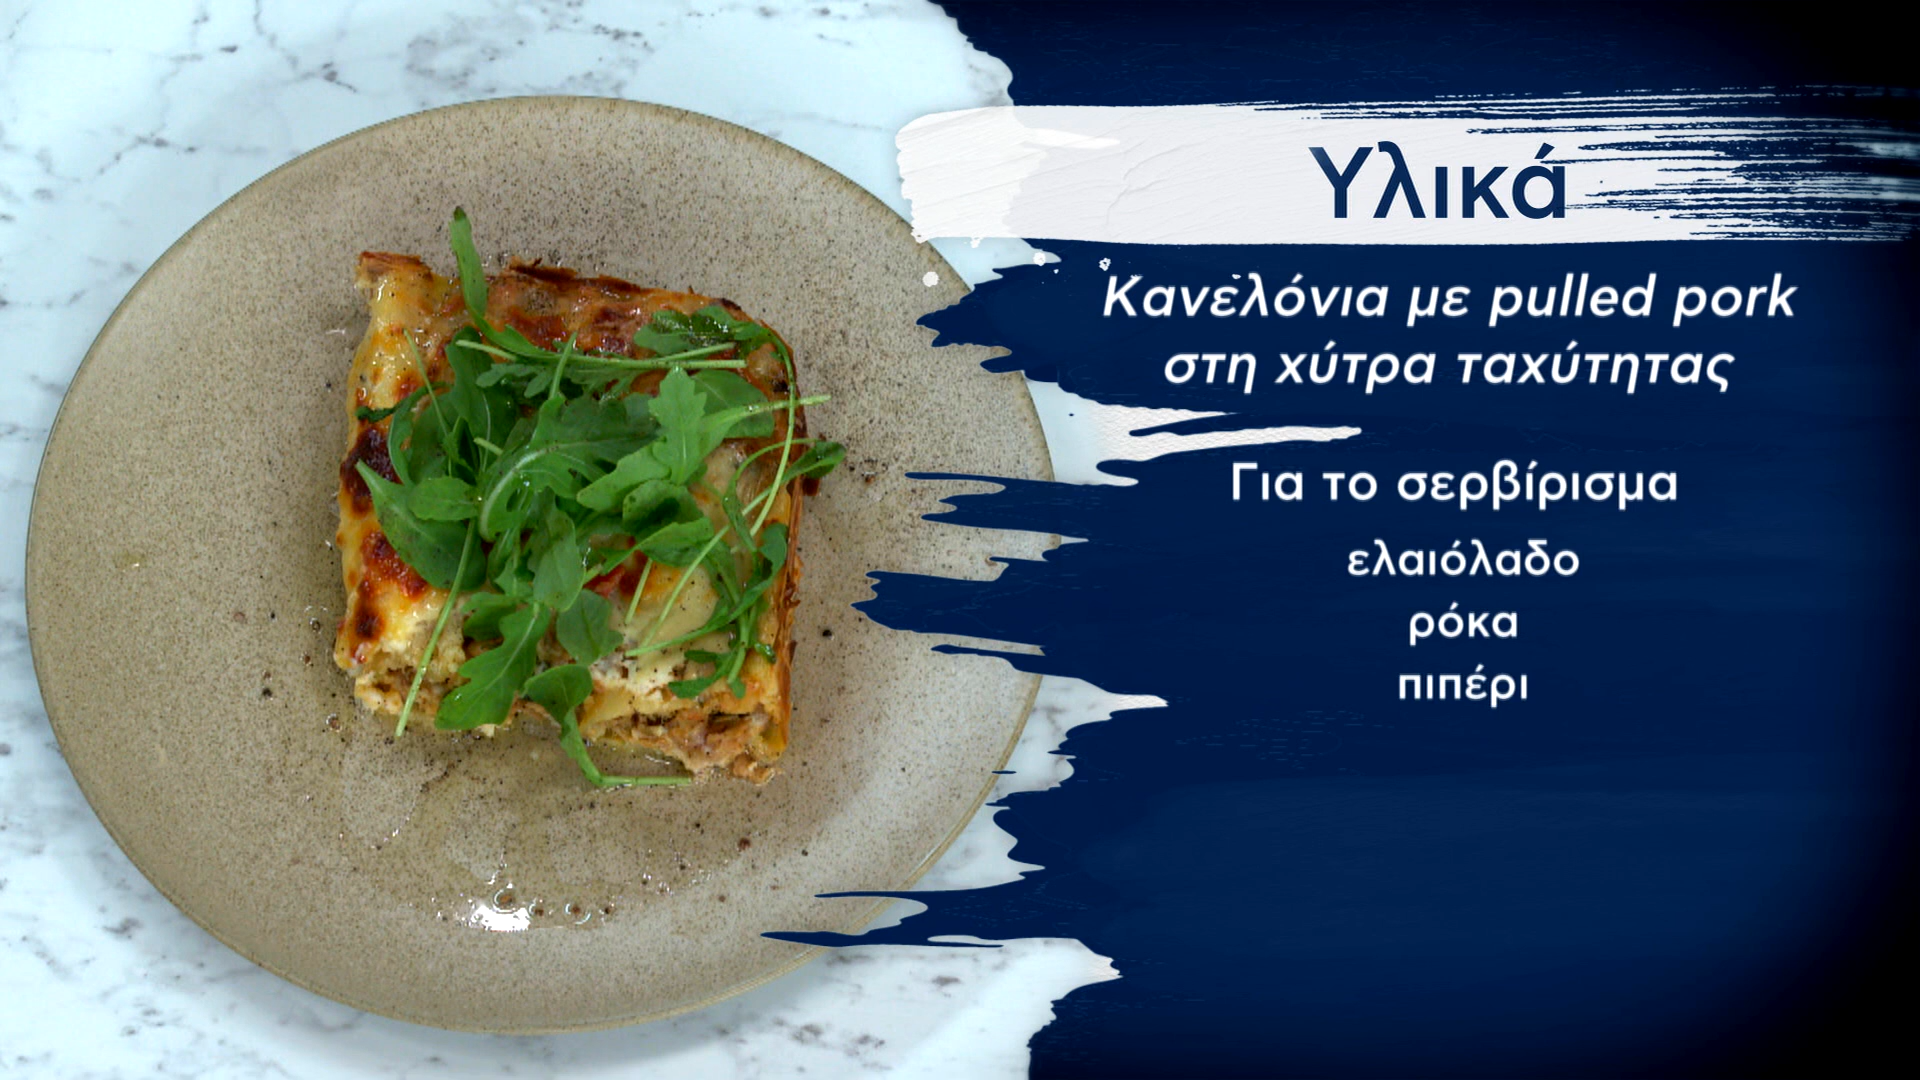 Υλικά
Κανελόνια με pulled pork
στη χύτρα ταχύτητας
Για το σερβίρισμα
ελαιόλαδο
ρόκα
πιπέρι